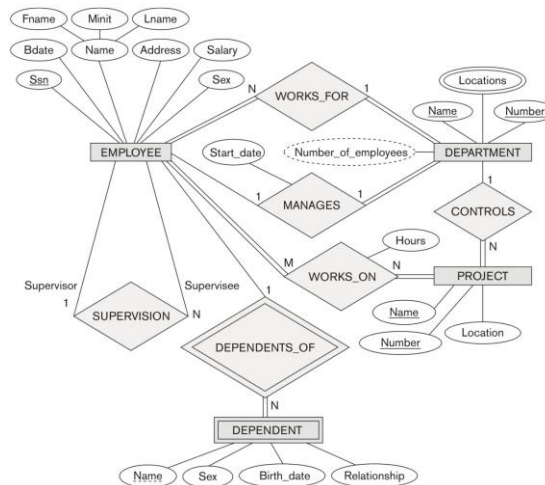 Fname
Minit
Lname
Bdate
Name
Address
Salary
Ssn
Sex
N
WORKS_FOR
1
Locations
Name
Number
EMPLOYEE
Start_date
Number_of_employees
DEPARTMENT
1
MANAGES
1
1
CONTROLS
N
M
WORKS_ON
Hours
N
PROJECT
Supervisor
1
SUPERVISION
Supervisee
N
1
Name
Number
Location
DEPENDENTS_OF
N
DEPENDENT
Name
Sex
Birth_date
Relationship